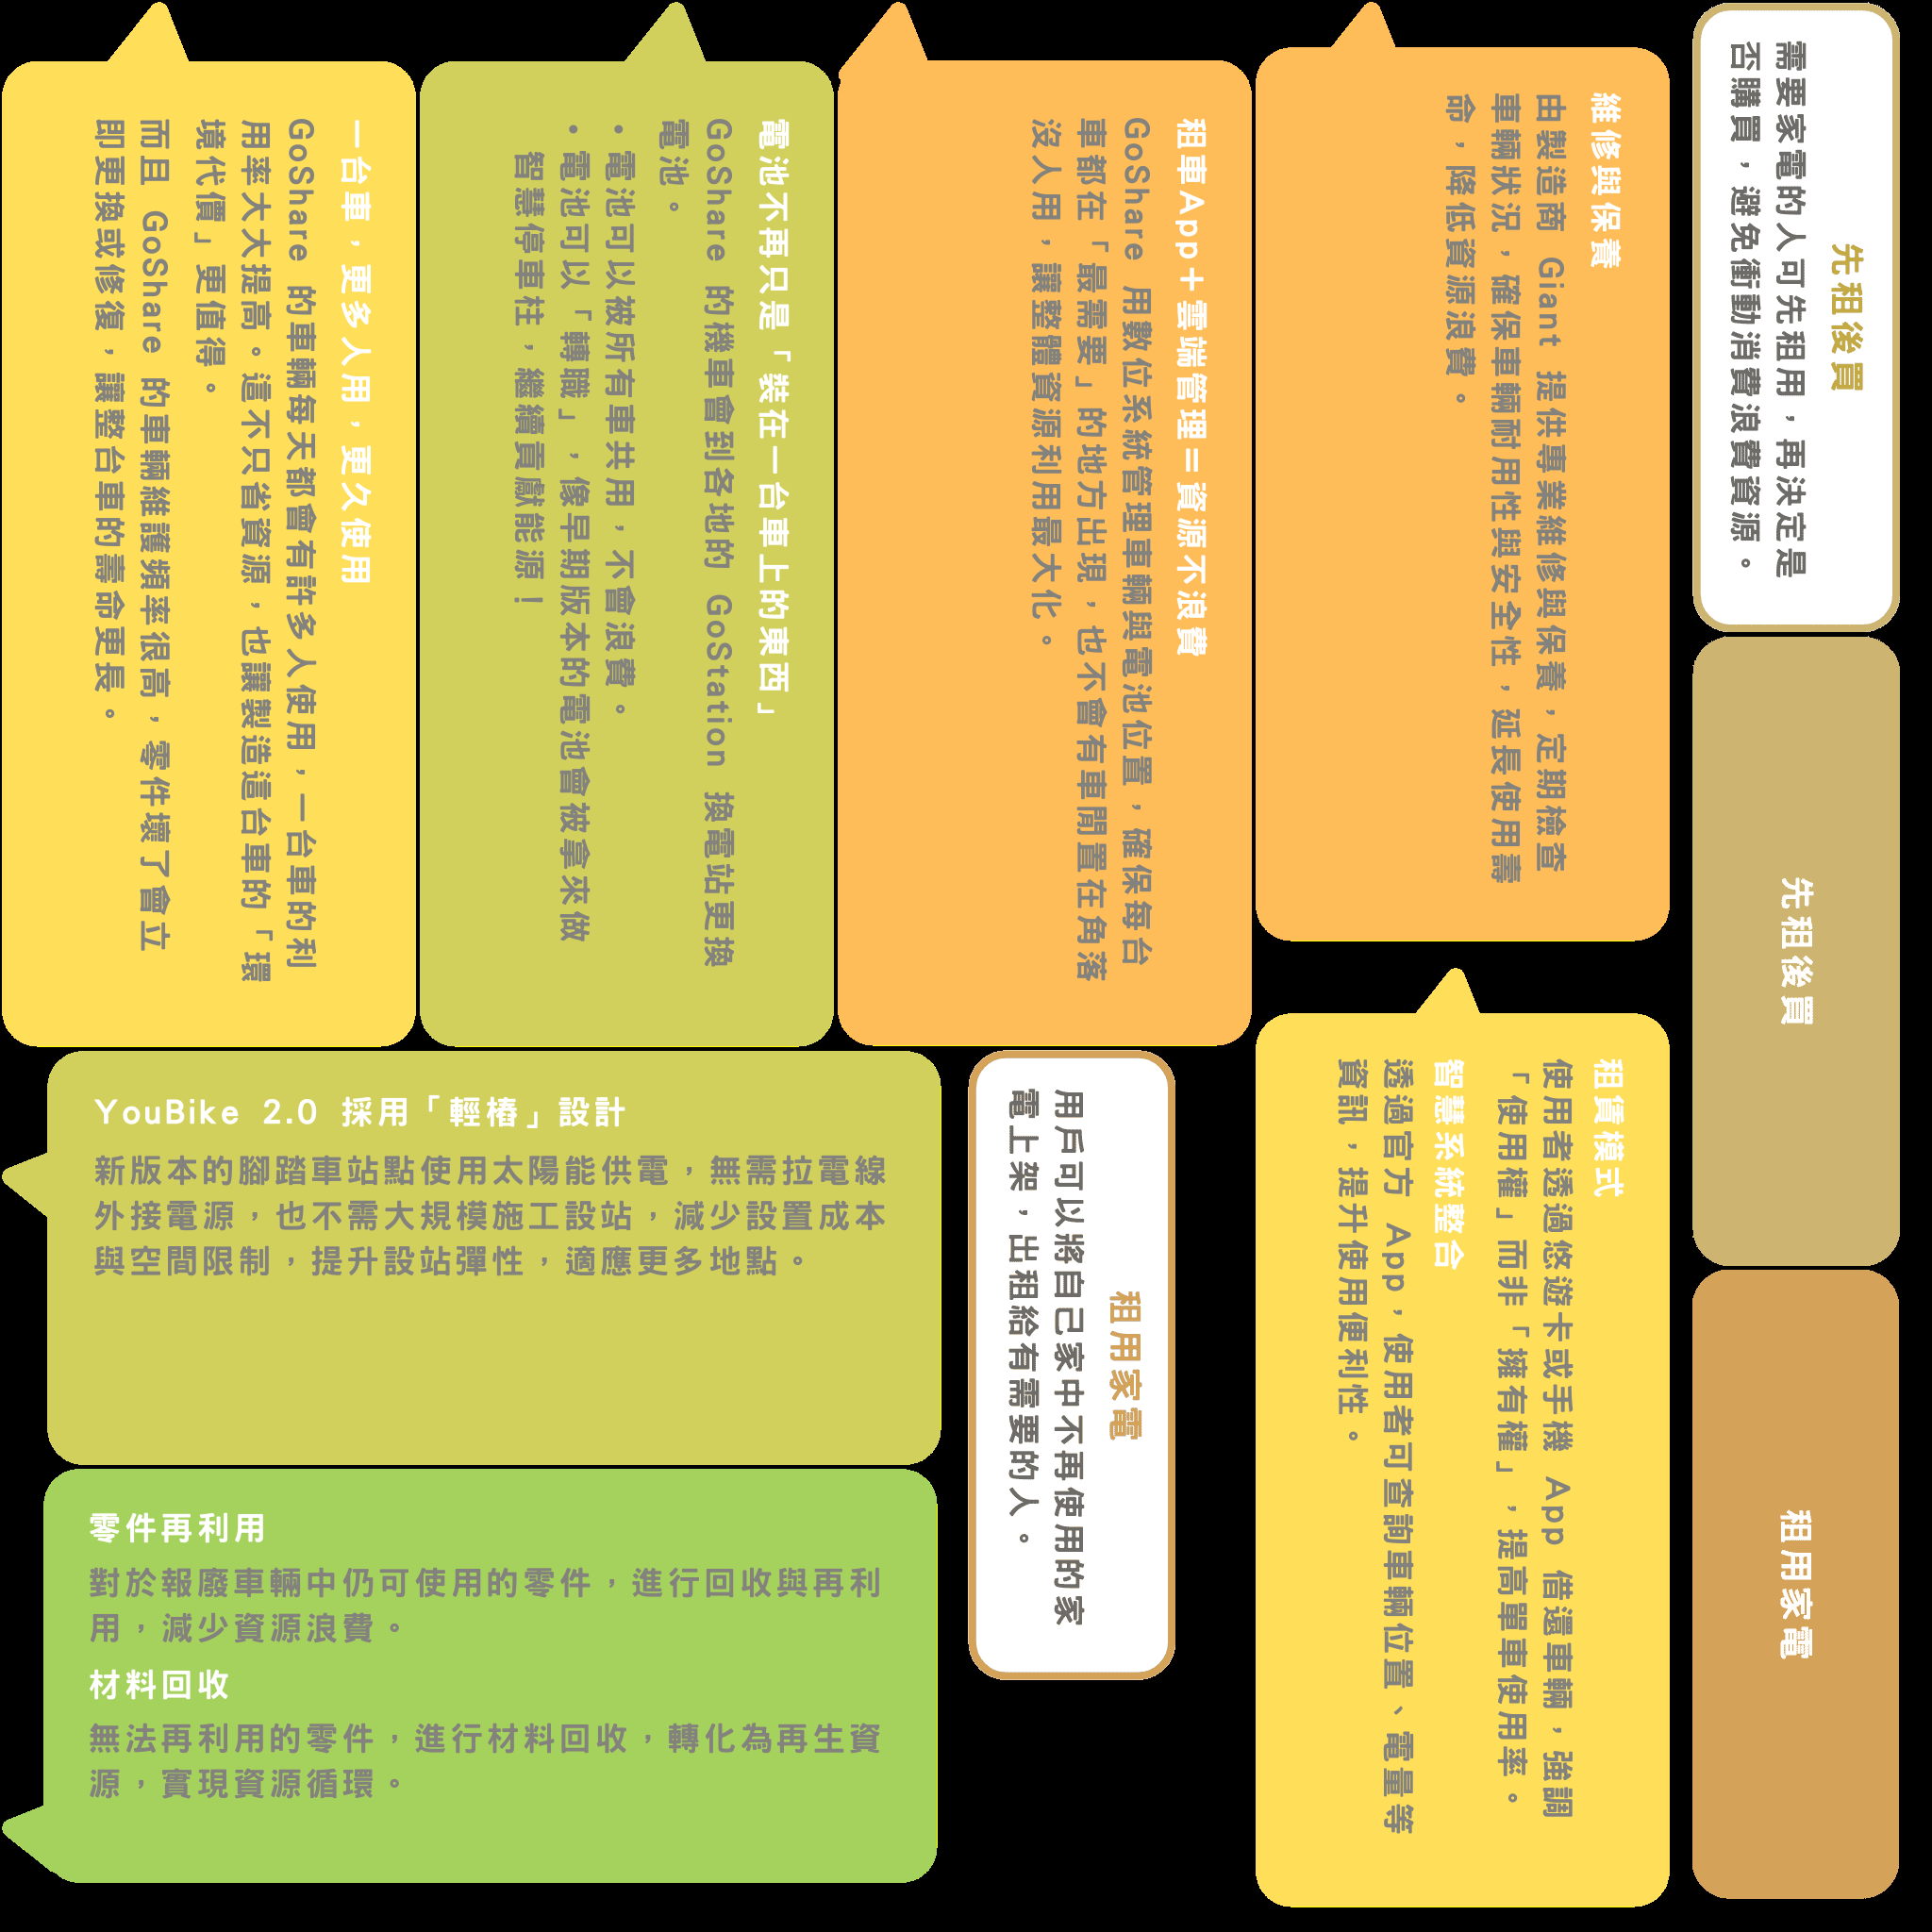 一台車，更多人用，更久使用
GoShare 的車輛每天都會有許多人使用，一台車的利
用率大大提高。這不只省資源，也讓製造這台車的「環
境代價」更值得。
而且 GoShare 的車輛維護頻率很高，零件壞了會立
即更換或修復，讓整台車的壽命更長。
電池不再只是「裝在一台車上的東西」
GoShare 的機車會到各地的 GoStation 換電站更換
電池。
• 電池可以被所有車共用，不會浪費。
• 電池可以「轉職」，像早期版本的電池會被拿來做
智慧停車柱，繼續貢獻能源！
租車App＋雲端管理＝資源不浪費
GoShare 用數位系統管理車輛與電池位置，確保每台
車都在「最需要」的地方出現，也不會有車閒置在角落
沒人用，讓整體資源利用最大化。
維修與保養
由製造商 Giant 提供專業維修與保養，定期檢查
車輛狀況，確保車輛耐用性與安全性，延長使用壽
命，降低資源浪費。
先租後買
需要家電的人可先租用，再決定是
否購買，避免衝動消費浪費資源。
先租後買
租用家電
YouBike 2.0 採用「輕樁」設計
新版本的腳踏車站點使用太陽能供電，無需拉電線
外接電源，也不需大規模施工設站，減少設置成本
與空間限制，提升設站彈性，適應更多地點。
零件再利用
對於報廢車輛中仍可使用的零件，進行回收與再利
用，減少資源浪費。
材料回收
無法再利用的零件，進行材料回收，轉化為再生資
源，實現資源循環。
租用家電
用戶可以將自己家中不再使用的家
電上架，出租給有需要的人。
租賃模式
使用者透過悠遊卡或手機 App 借還車輛，強調
「使用權」而非「擁有權」，提高單車使用率。
智慧系統整合
透過官方 App，使用者可查詢車輛位置、電量等
資訊，提升使用便利性。